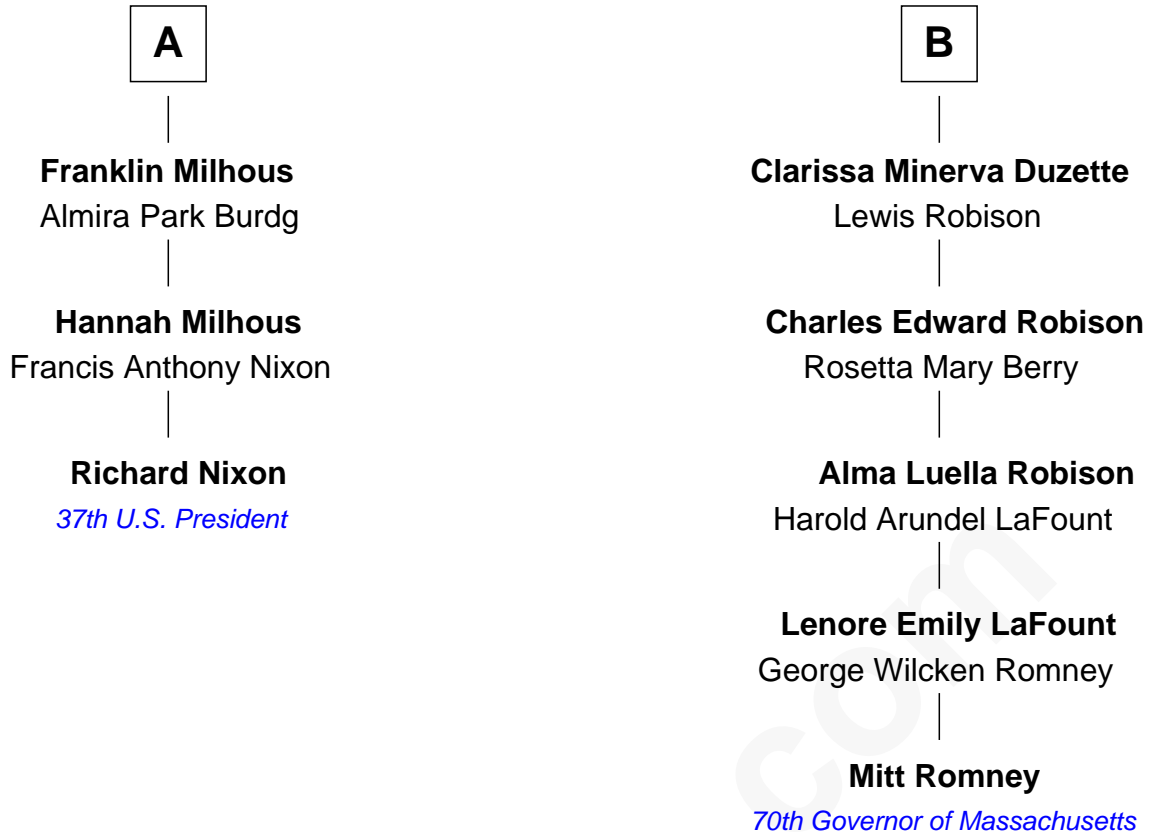 A
Franklin Milhous
Almira Park Burdg
Hannah Milhous
Francis Anthony Nixon
Richard Nixon
37th U.S. President
B
Clarissa Minerva Duzette
Lewis Robison
Charles Edward Robison
Rosetta Mary Berry
Alma Luella Robison
Harold Arundel LaFount
Lenore Emily LaFount
George Wilcken Romney
Mitt Romney
70th Governor of Massachusetts
com